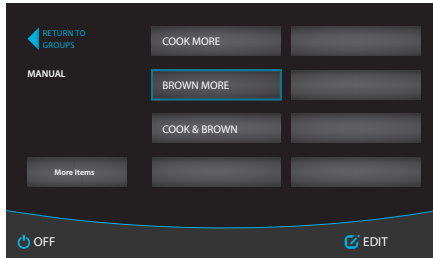 RETURN TO
GROUPS
MANUAL
COOK MORE
BROWN MORE
COOK & BROWN
More Items
OFF
EDIT